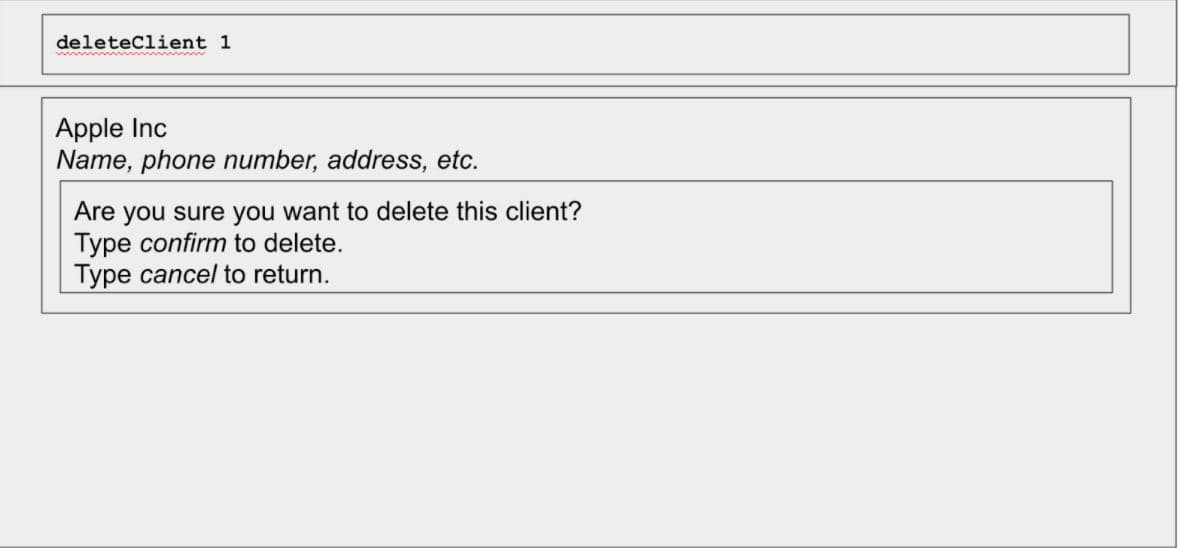 deleteClient 1
Apple Inc
Name, phone number, address, etc.
Are you sure you want to delete this client?
Type confirm to delete.
Type cancel to return.